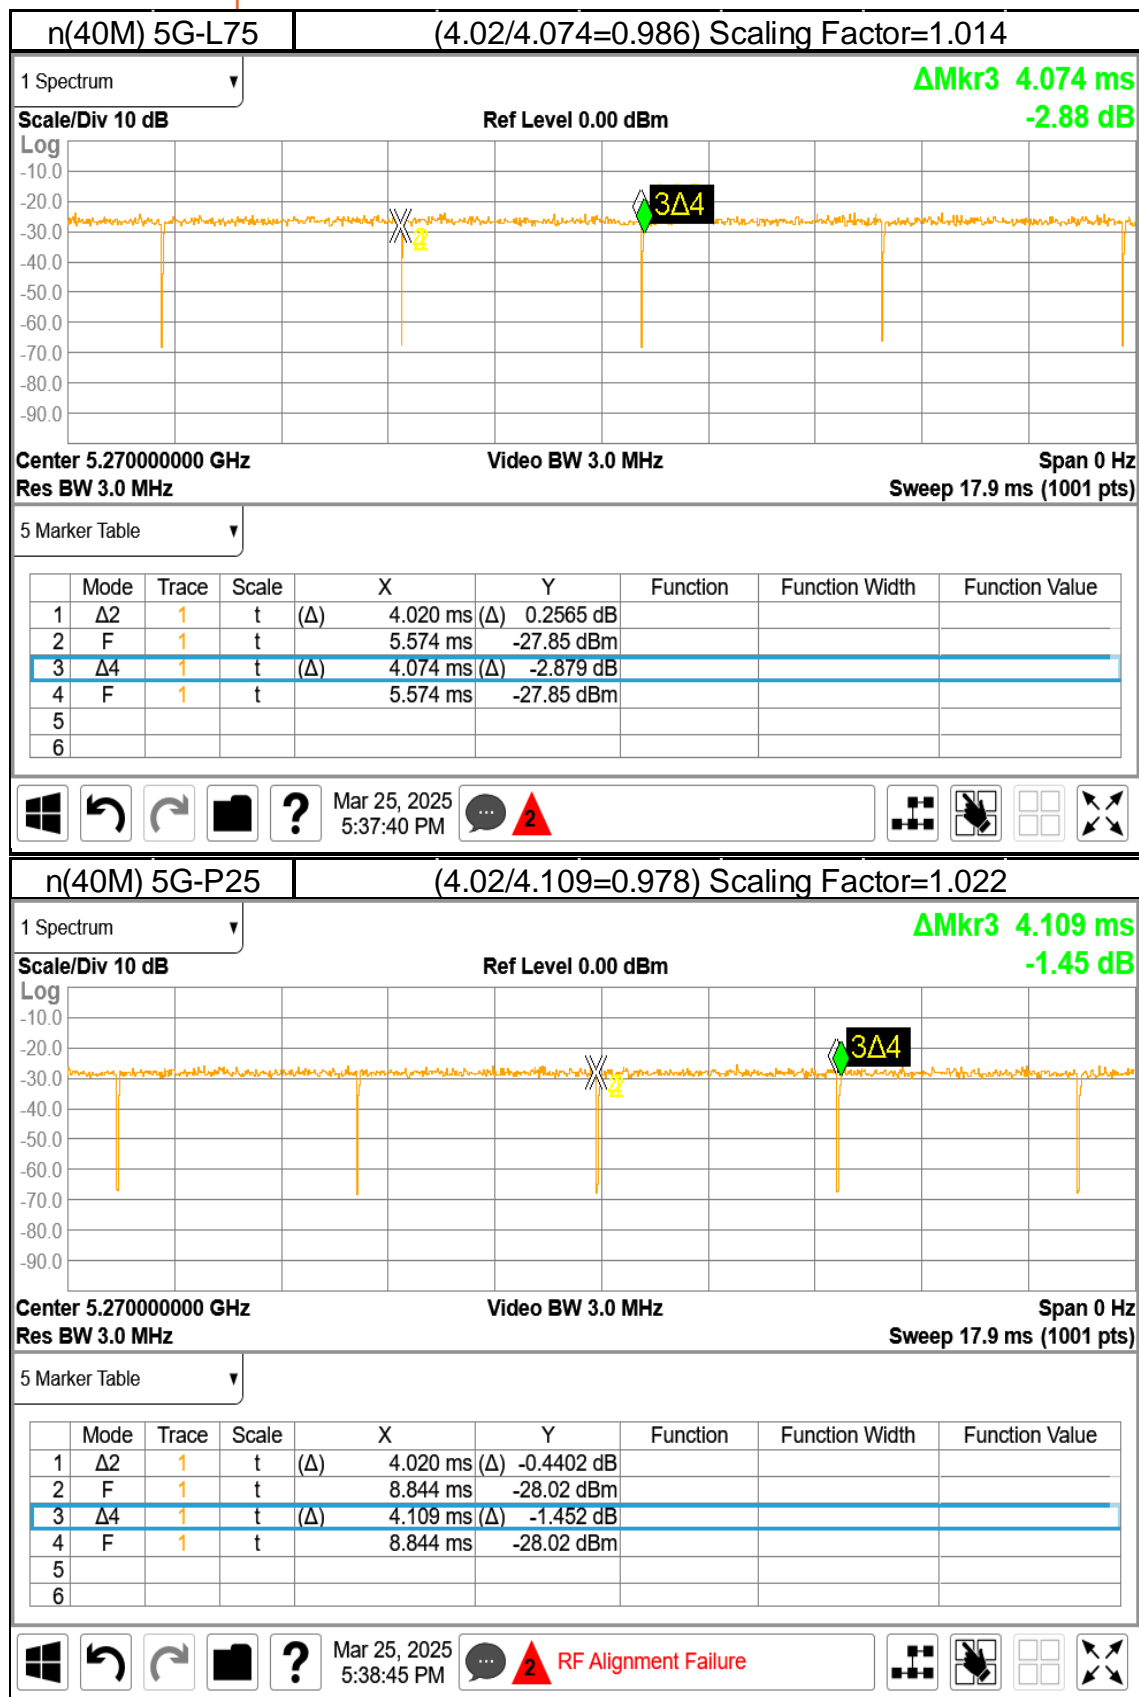 n(40M) 5G-L75 (4.02/4.074=0.986) Scaling Factor=1.014
1 Spectrum ▼ ΔMkr3 4.074 ms
Scale/Div 10 dB Ref Level 0.00 dBm -2.88 dB
Log
-10.0
-20.0
3Δ4
-30.0
-40.0
-50.0
-60.0
-70.0
-80.0
-90.0
Center 5.270000000 GHz Video BW 3.0 MHz Span 0 Hz
Res BW 3.0 MHz Sweep 17.9 ms (1001 pts)
5 Marker Table ▼
Mode Trace Scale X Y Function Function Width Function Value
1 Δ2 1 t (Δ) 4.020 ms (Δ) 0.2565 dB
2 F 1 t 5.574 ms -27.85 dBm
3 Δ4 1 t (Δ) 4.074 ms (Δ) -2.879 dB
4 F 1 t 5.574 ms -27.85 dBm
5
6
Mar 25, 2025
5:37:40 PM
2
n(40M) 5G-P25 (4.02/4.109=0.978) Scaling Factor=1.022
1 Spectrum ▼ ΔMkr3 4.109 ms
Scale/Div 10 dB Ref Level 0.00 dBm -1.45 dB
Log
-10.0
-20.0
3Δ4
-30.0
-40.0
-50.0
-60.0
-70.0
-80.0
-90.0
Center 5.270000000 GHz Video BW 3.0 MHz Span 0 Hz
Res BW 3.0 MHz Sweep 17.9 ms (1001 pts)
5 Marker Table ▼
Mode Trace Scale X Y Function Function Width Function Value
1 Δ2 1 t (Δ) 4.020 ms (Δ) -0.4402 dB
2 F 1 t 8.844 ms -28.02 dBm
3 Δ4 1 t (Δ) 4.109 ms (Δ) -1.452 dB
4 F 1 t 8.844 ms -28.02 dBm
5
6
Mar 25, 2025
5:38:45 PM
2 RF Alignment Failure